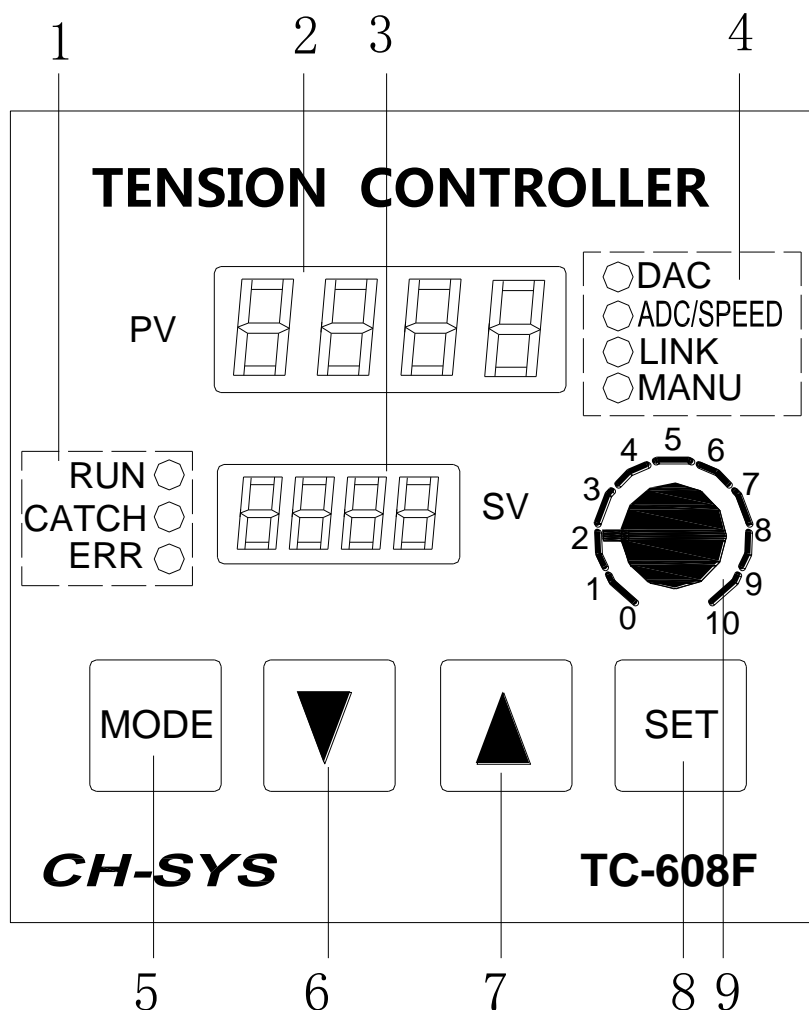 1 2 3 4
TENSION CONTROLLER
PV
DAC
ADC/SPEED
LINK
MANU
RUN
CATCH
ERR
SV
0 1 2 3 4 5 6 7 8 9 10
MODE ▼ ▲ SET
CH-SYS TC-608F
5 6 7 8 9